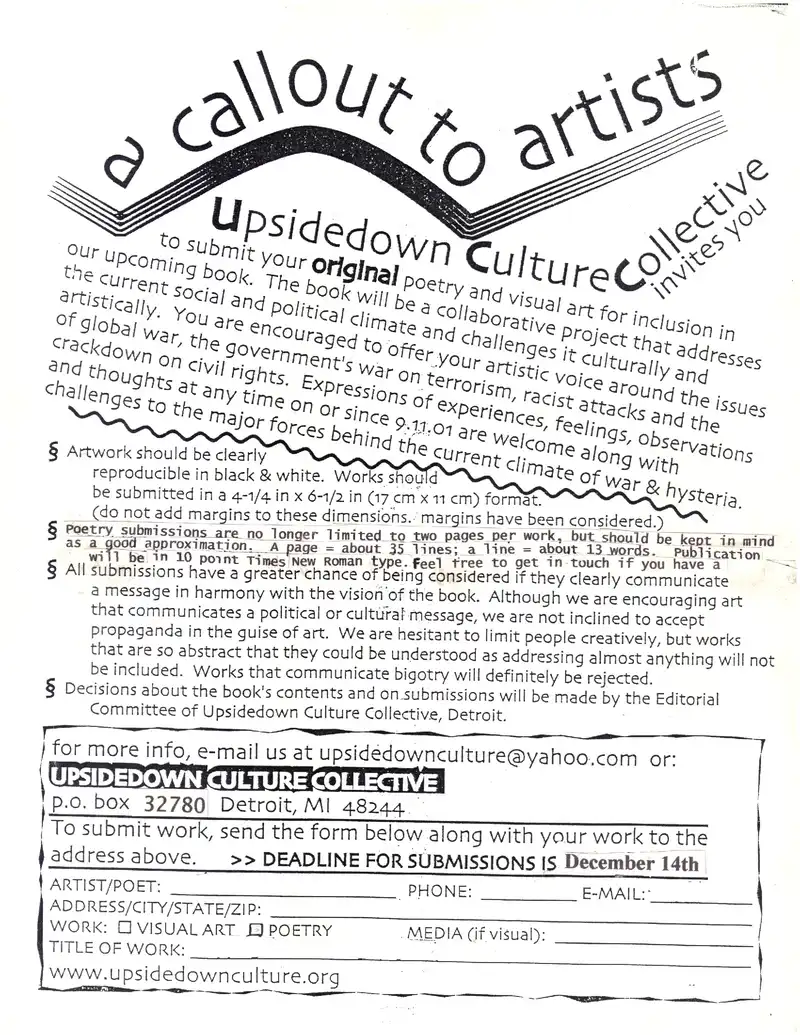 a callout to artists
Upsidedown Culture Collective
invites you
to submit your original poetry and visual art for inclusion in
our upcoming book. The book will be a collaborative project that addresses
the current social and political climate and challenges it culturally and
artistically. You are encouraged to offer your artistic voice around the issues
of global war, the government's war on terrorism, racist attacks and the
crackdown on civil rights. Expressions of experiences, feelings, observations
and thoughts at any time on or since 9.11.01 are welcome along with
challenges to the major forces behind the current climate of war & hysteria.
§ Artwork should be clearly
reproducible in black & white. Works should
be submitted in a 4-1/4 in x 6-1/2 in (17 cm x 11 cm) format.
(do not add margins to these dimensions. margins have been considered.)
§ Poetry submissions are no longer limited to two pages per work, but should be kept in mind
as a good approximation. A page = about 35 lines; a line = about 13 words. Publication
will be in 10 point Times New Roman type. Feel free to get in touch if you have a
§ All submissions have a greater chance of being considered if they clearly communicate
a message in harmony with the vision of the book. Although we are encouraging art
that communicates a political or cultural message, we are not inclined to accept
propaganda in the guise of art. We are hesitant to limit people creatively, but works
that are so abstract that they could be understood as addressing almost anything will not
be included. Works that communicate bigotry will definitely be rejected.
§ Decisions about the book's contents and on submissions will be made by the Editorial
Committee of Upsidedown Culture Collective, Detroit.
for more info, e-mail us at upsidedownculture@yahoo.com or:
UPSIDEDOWN CULTURE COLLECTIVE
p.o. box 32780 Detroit, MI 48244
To submit work, send the form below along with your work to the
address above. >> DEADLINE FOR SUBMISSIONS IS December 14th
ARTIST/POET: PHONE: E-MAIL:
ADDRESS/CITY/STATE/ZIP:
WORK: □ VISUAL ART □ POETRY MEDIA (if visual):
TITLE OF WORK:
www.upsidedownculture.org